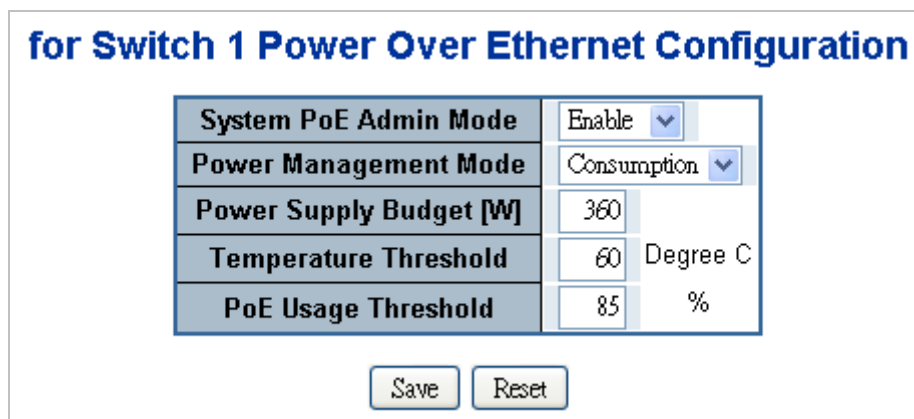 for Switch 1 Power Over Ethernet Configuration
System PoE Admin Mode Enable
Power Management Mode Consumption
Power Supply Budget [W] 360
Temperature Threshold 60 Degree C
PoE Usage Threshold 85 %
Save Reset